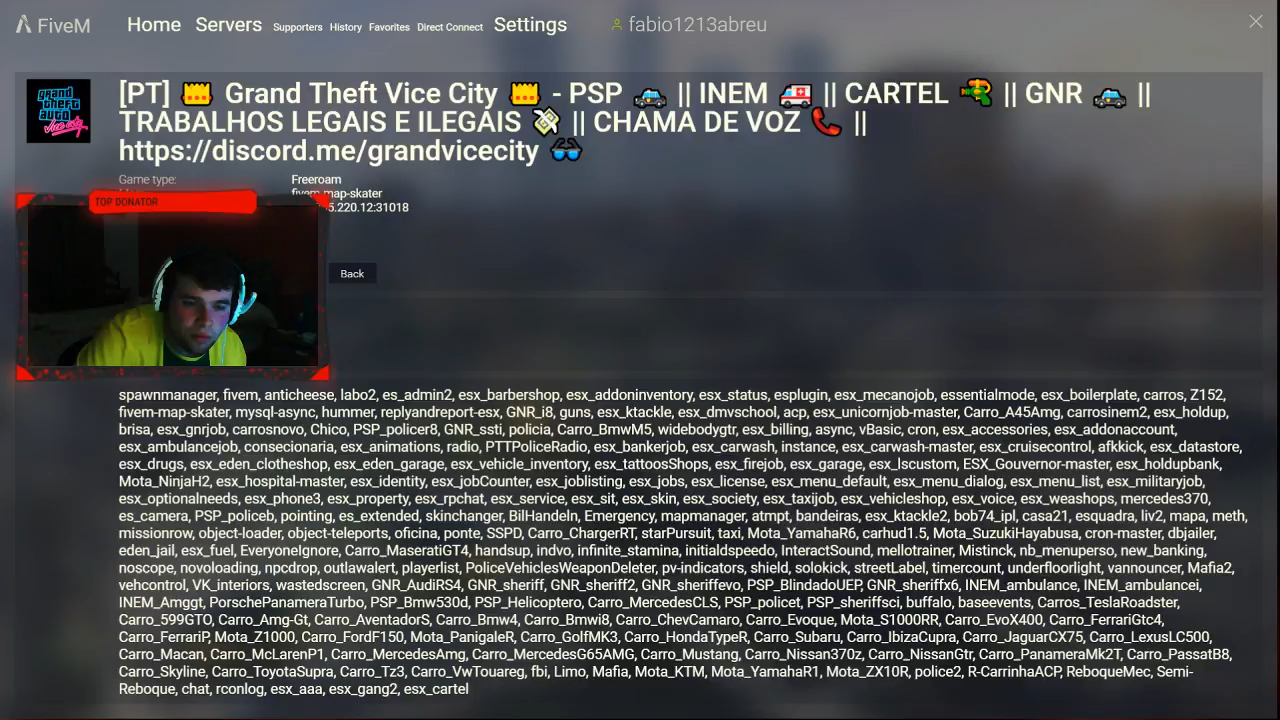 FiveM Home Servers Supporters History Favorites Direct Connect Settings fabio1213abreu
grand theft auto Vice City
[PT] Grand Theft Vice City - PSP || INEM || CARTEL || GNR ||
TRABALHOS LEGAIS E ILEGAIS || CHAMA DE VOZ ||
https://discord.me/grandvicecity
Game type: Freeroam
fivem-map-skater
5.220.12:31018
TOP DONATOR
Back
spawnmanager, fivem, anticheese, labo2, es_admin2, esx_barbershop, esx_addoninventory, esx_status, esplugin, esx_mecanojob, essentialmode, esx_boilerplate, carros, Z152,
fivem-map-skater, mysql-async, hummer, replyandreport-esx, GNR_i8, guns, esx_ktackle, esx_dmvschool, acp, esx_unicornjob-master, Carro_A45Amg, carrosinem2, esx_holdup,
brisa, esx_gnrjob, carrosnovo, Chico, PSP_policer8, GNR_ssti, policia, Carro_BmwM5, widebodygtr, esx_billing, async, vBasic, cron, esx_accessories, esx_addonaccount,
esx_ambulancejob, consecionaria, esx_animations, radio, PTTPoliceRadio, esx_bankerjob, esx_carwash, instance, esx_carwash-master, esx_cruisecontrol, afkkick, esx_datastore,
esx_drugs, esx_eden_clotheshop, esx_eden_garage, esx_vehicle_inventory, esx_tattoosShops, esx_firejob, esx_garage, esx_lscustom, ESX_Gouvernor-master, esx_holdupbank,
Mota_NinjaH2, esx_hospital-master, esx_identity, esx_jobCounter, esx_joblisting, esx_jobs, esx_license, esx_menu_default, esx_menu_dialog, esx_menu_list, esx_militaryjob,
esx_optionalneeds, esx_phone3, esx_property, esx_rpchat, esx_service, esx_sit, esx_skin, esx_society, esx_taxijob, esx_vehicleshop, esx_voice, esx_weashops, mercedes370,
es_camera, PSP_policeb, pointing, es_extended, skinchanger, BilHandeln, Emergency, mapmanager, atmpt, bandeiras, esx_ktackle2, bob74_ipl, casa21, esquadra, liv2, mapa, meth,
missionrow, object-loader, object-teleports, oficina, ponte, SSPD, Carro_ChargerRT, starPursuit, taxi, Mota_YamahaR6, carhud1.5, Mota_SuzukiHayabusa, cron-master, dbjailer,
eden_jail, es_fuel, EveryoneIgnore, Carro_MaseratiGT4, handsup, indvo, infinite_stamina, initialdspeedo, InteractSound, mellotrainer, Mistinck, nb_menuperso, new_banking,
noscope, novoloading, npcdrop, outlawalert, playerlist, PoliceVehiclesWeaponDeleter, pv-indicators, shield, solokick, streetLabel, timercount, underfloorlight, vannouncer, Mafia2,
vehcontrol, VK_interiors, wastedscreen, GNR_AudiRS4, GNR_sheriff, GNR_sheriff2, GNR_sheriffevo, PSP_BlindadoUEP, GNR_sheriffx6, INEM_ambulance, INEM_ambulancei,
INEM_Amggt, PorschePanameraTurbo, PSP_Bmw530d, PSP_Helicoptero, Carro_MercedesCLS, PSP_policet, PSP_sheriffsci, buffalo, baseevents, Carros_TeslaRoadster,
Carro_599GTO, Carro_Amg-Gt, Carro_AventadorS, Carro_Bmw4, Carro_Bmwi8, Carro_ChevCamaro, Carro_Evoque, Mota_S1000RR, Carro_EvoX400, Carro_FerrariGtc4,
Carro_FerrariP, Mota_Z1000, Carro_FordF150, Mota_PanigaleR, Carro_GolfMK3, Carro_HondaTypeR, Carro_Subaru, Carro_IbizaCupra, Carro_JaguarCX75, Carro_LexusLC500,
Carro_Macan, Carro_McLarenP1, Carro_MercedesAmg, Carro_MercedesG65AMG, Carro_Mustang, Carro_Nissan370z, Carro_NissanGtr, Carro_PanameraMk2T, Carro_PassatB8,
Carro_Skyline, Carro_ToyotaSupra, Carro_Tz3, Carro_VwTouareg, fbi, Limo, Mafia, Mota_KTM, Mota_YamahaR1, Mota_ZX10R, police2, R-CarrinhaACP, ReboqueMec, Semi-
Reboque, chat, rconlog, esx_aaa, esx_gang2, esx_cartel